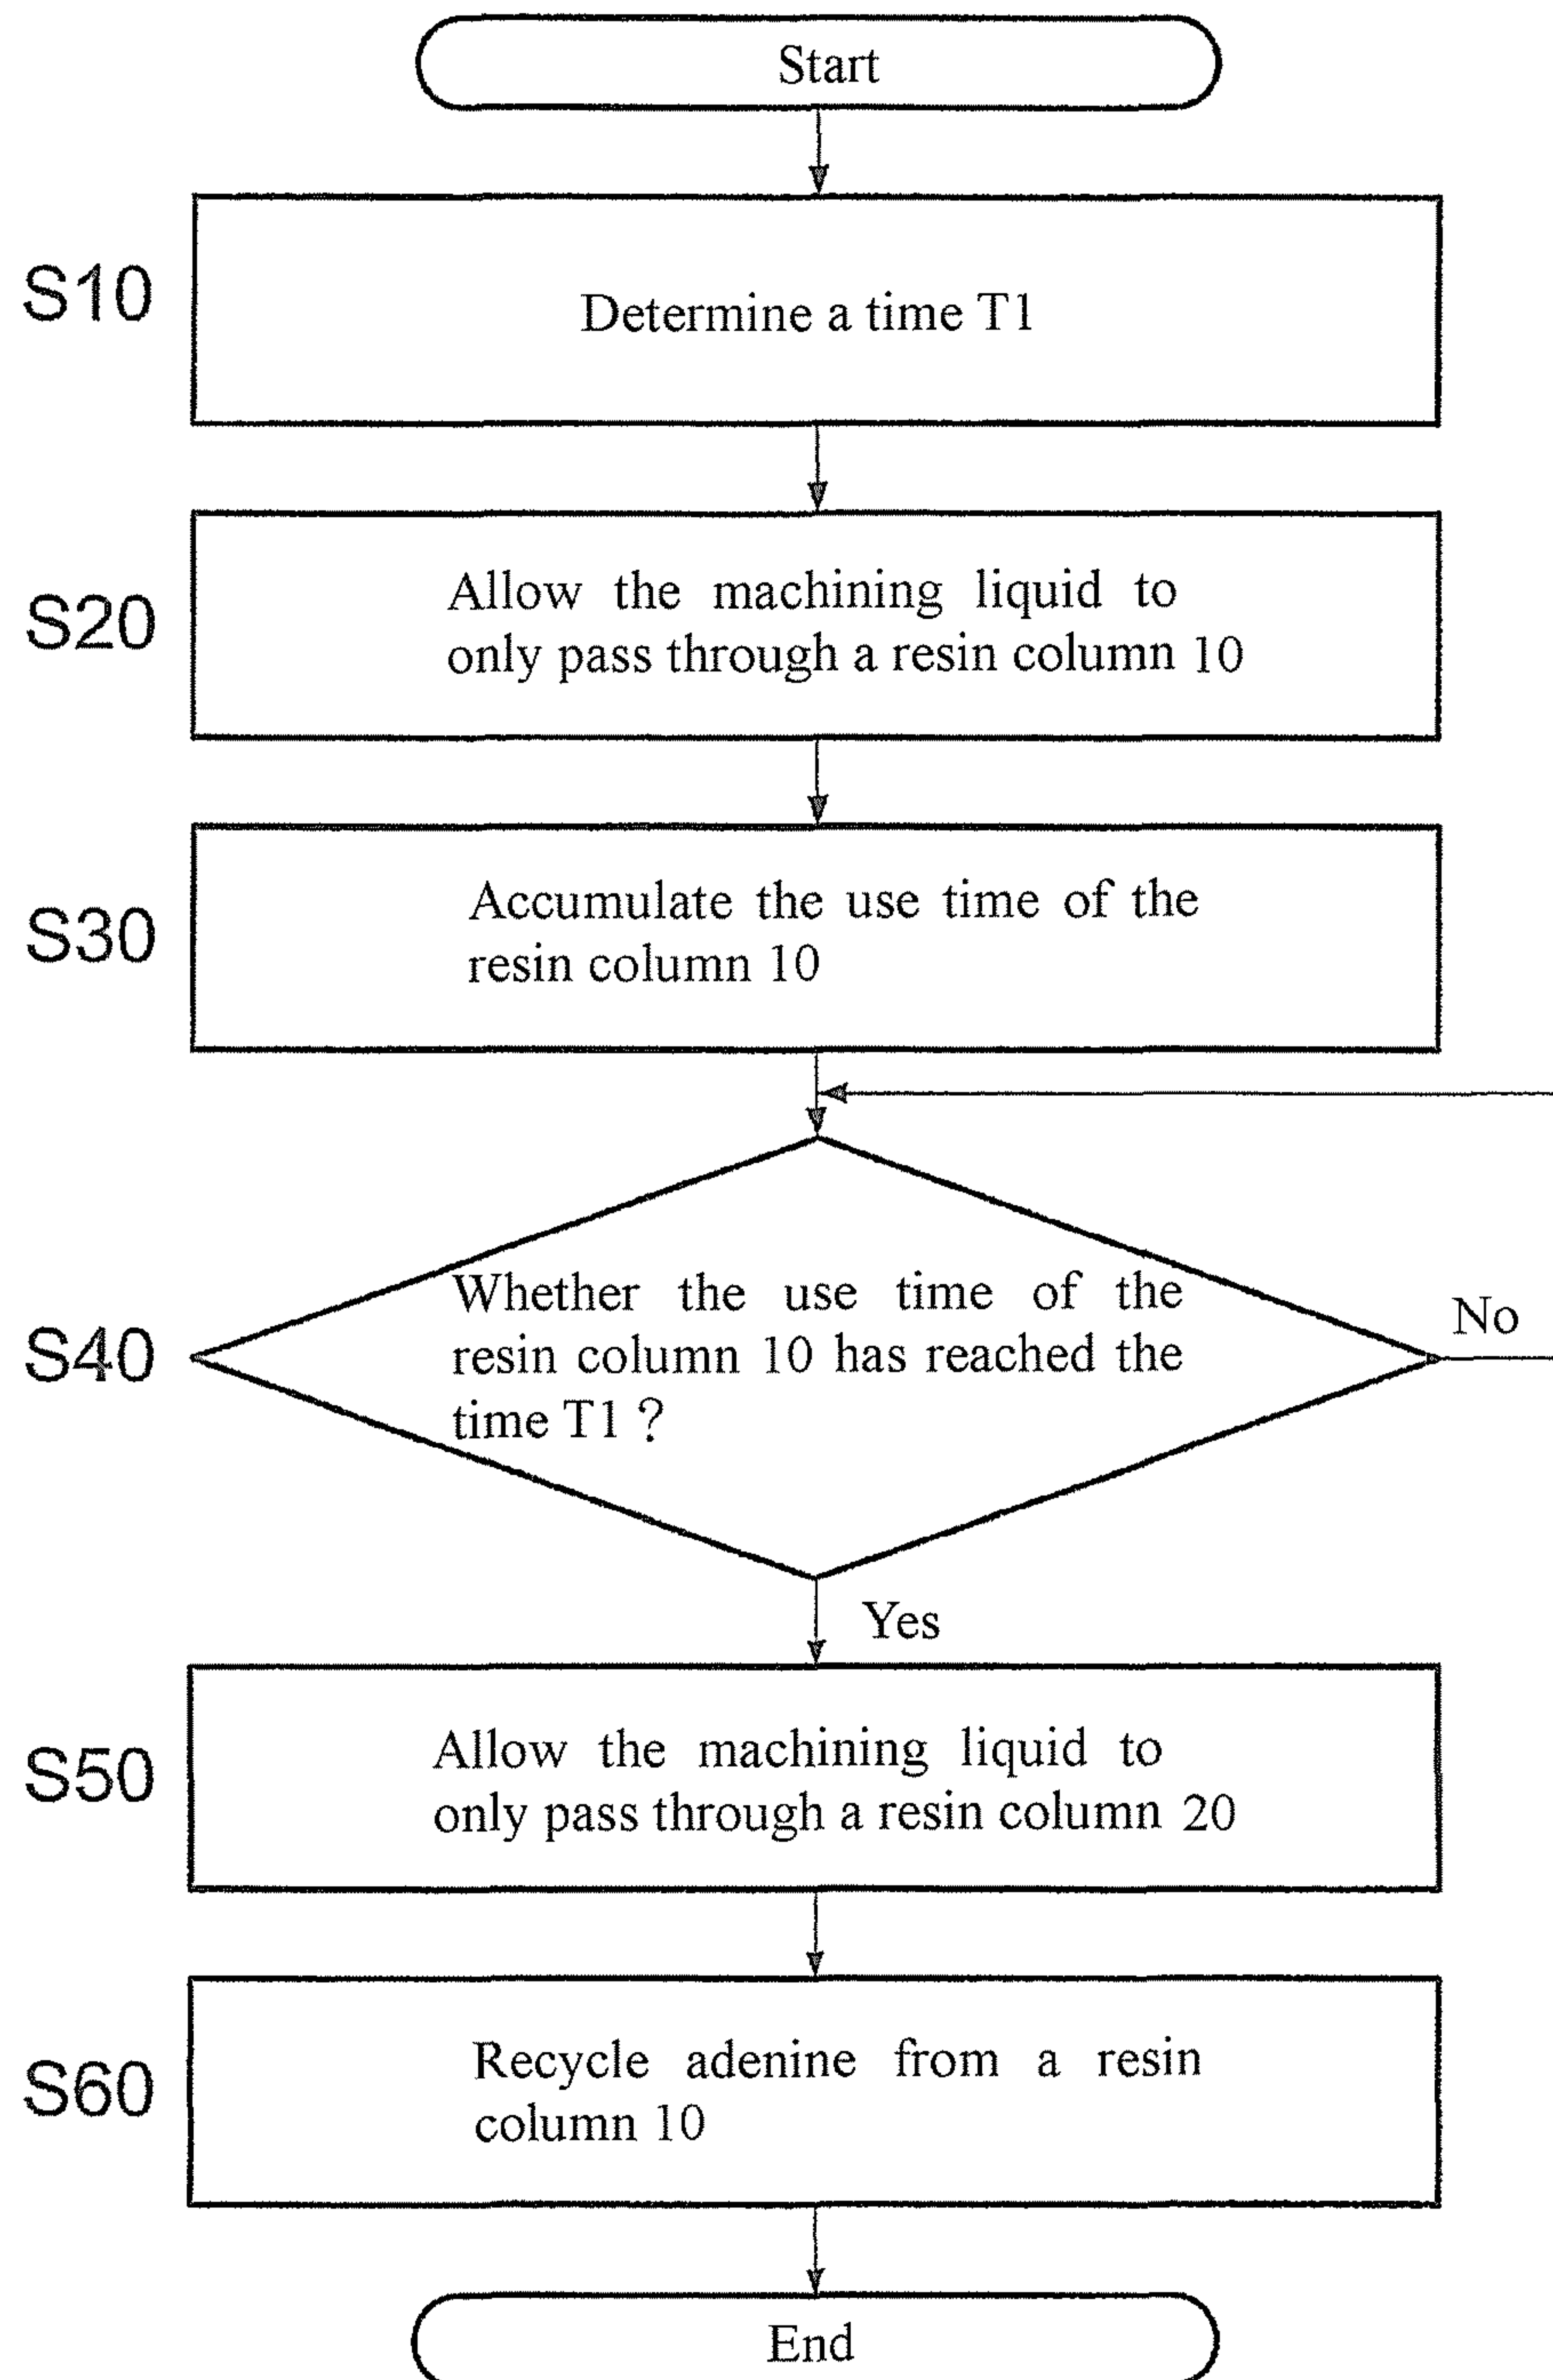 Start
S10
Determine a time T1
S20
Allow the machining liquid to
only pass through a resin column 10
S30
Accumulate the use time of the
resin column 10
S40
Whether the use time of the
resin column 10 has reached the
time T1 ?
No
Yes
S50
Allow the machining liquid to
only pass through a resin column 20
S60
Recycle adenine from a resin
column 10
End